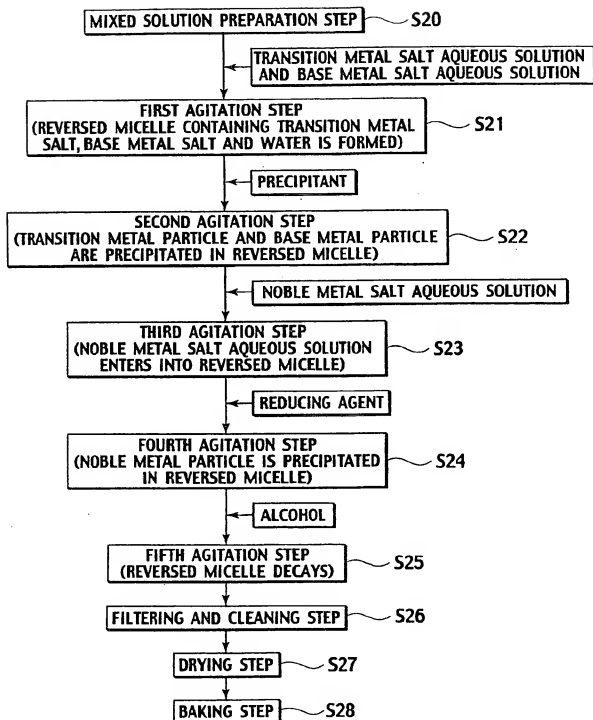 MIXED SOLUTION PREPARATION STEP
S20
TRANSITION METAL SALT AQUEOUS SOLUTION
AND BASE METAL SALT AQUEOUS SOLUTION
FIRST AGITATION STEP
(REVERSED MICELLE CONTAINING TRANSITION METAL
SALT, BASE METAL SALT AND WATER IS FORMED)
S21
PRECIPITANT
SECOND AGITATION STEP
(TRANSITION METAL PARTICLE AND BASE METAL PARTICLE
ARE PRECIPITATED IN REVERSED MICELLE)
S22
NOBLE METAL SALT AQUEOUS SOLUTION
THIRD AGITATION STEP
(NOBLE METAL SALT AQUEOUS SOLUTION
ENTERS INTO REVERSED MICELLE)
S23
REDUCING AGENT
FOURTH AGITATION STEP
(NOBLE METAL PARTICLE IS PRECIPITATED
IN REVERSED MICELLE)
S24
ALCOHOL
FIFTH AGITATION STEP
(REVERSED MICELLE DECAYS)
S25
FILTERING AND CLEANING STEP
S26
DRYING STEP
S27
BAKING STEP
S28